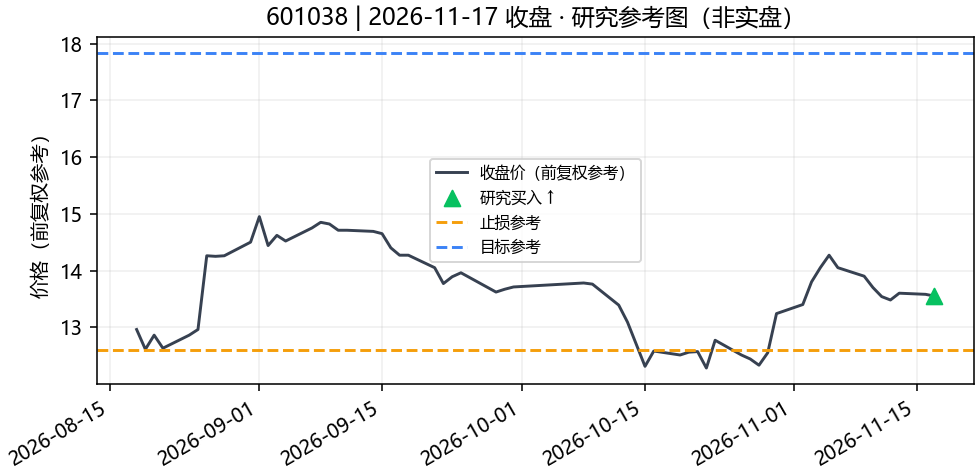 601038 | 2026-11-17 收盘 · 研究参考图（非实盘）
价格（前复权参考）
18
17
16
15
14
13
收盘价（前复权参考）
研究买入↑
止损参考
目标参考
2026-08-15
2026-09-01
2026-09-15
2026-10-01
2026-10-15
2026-11-01
2026-11-15